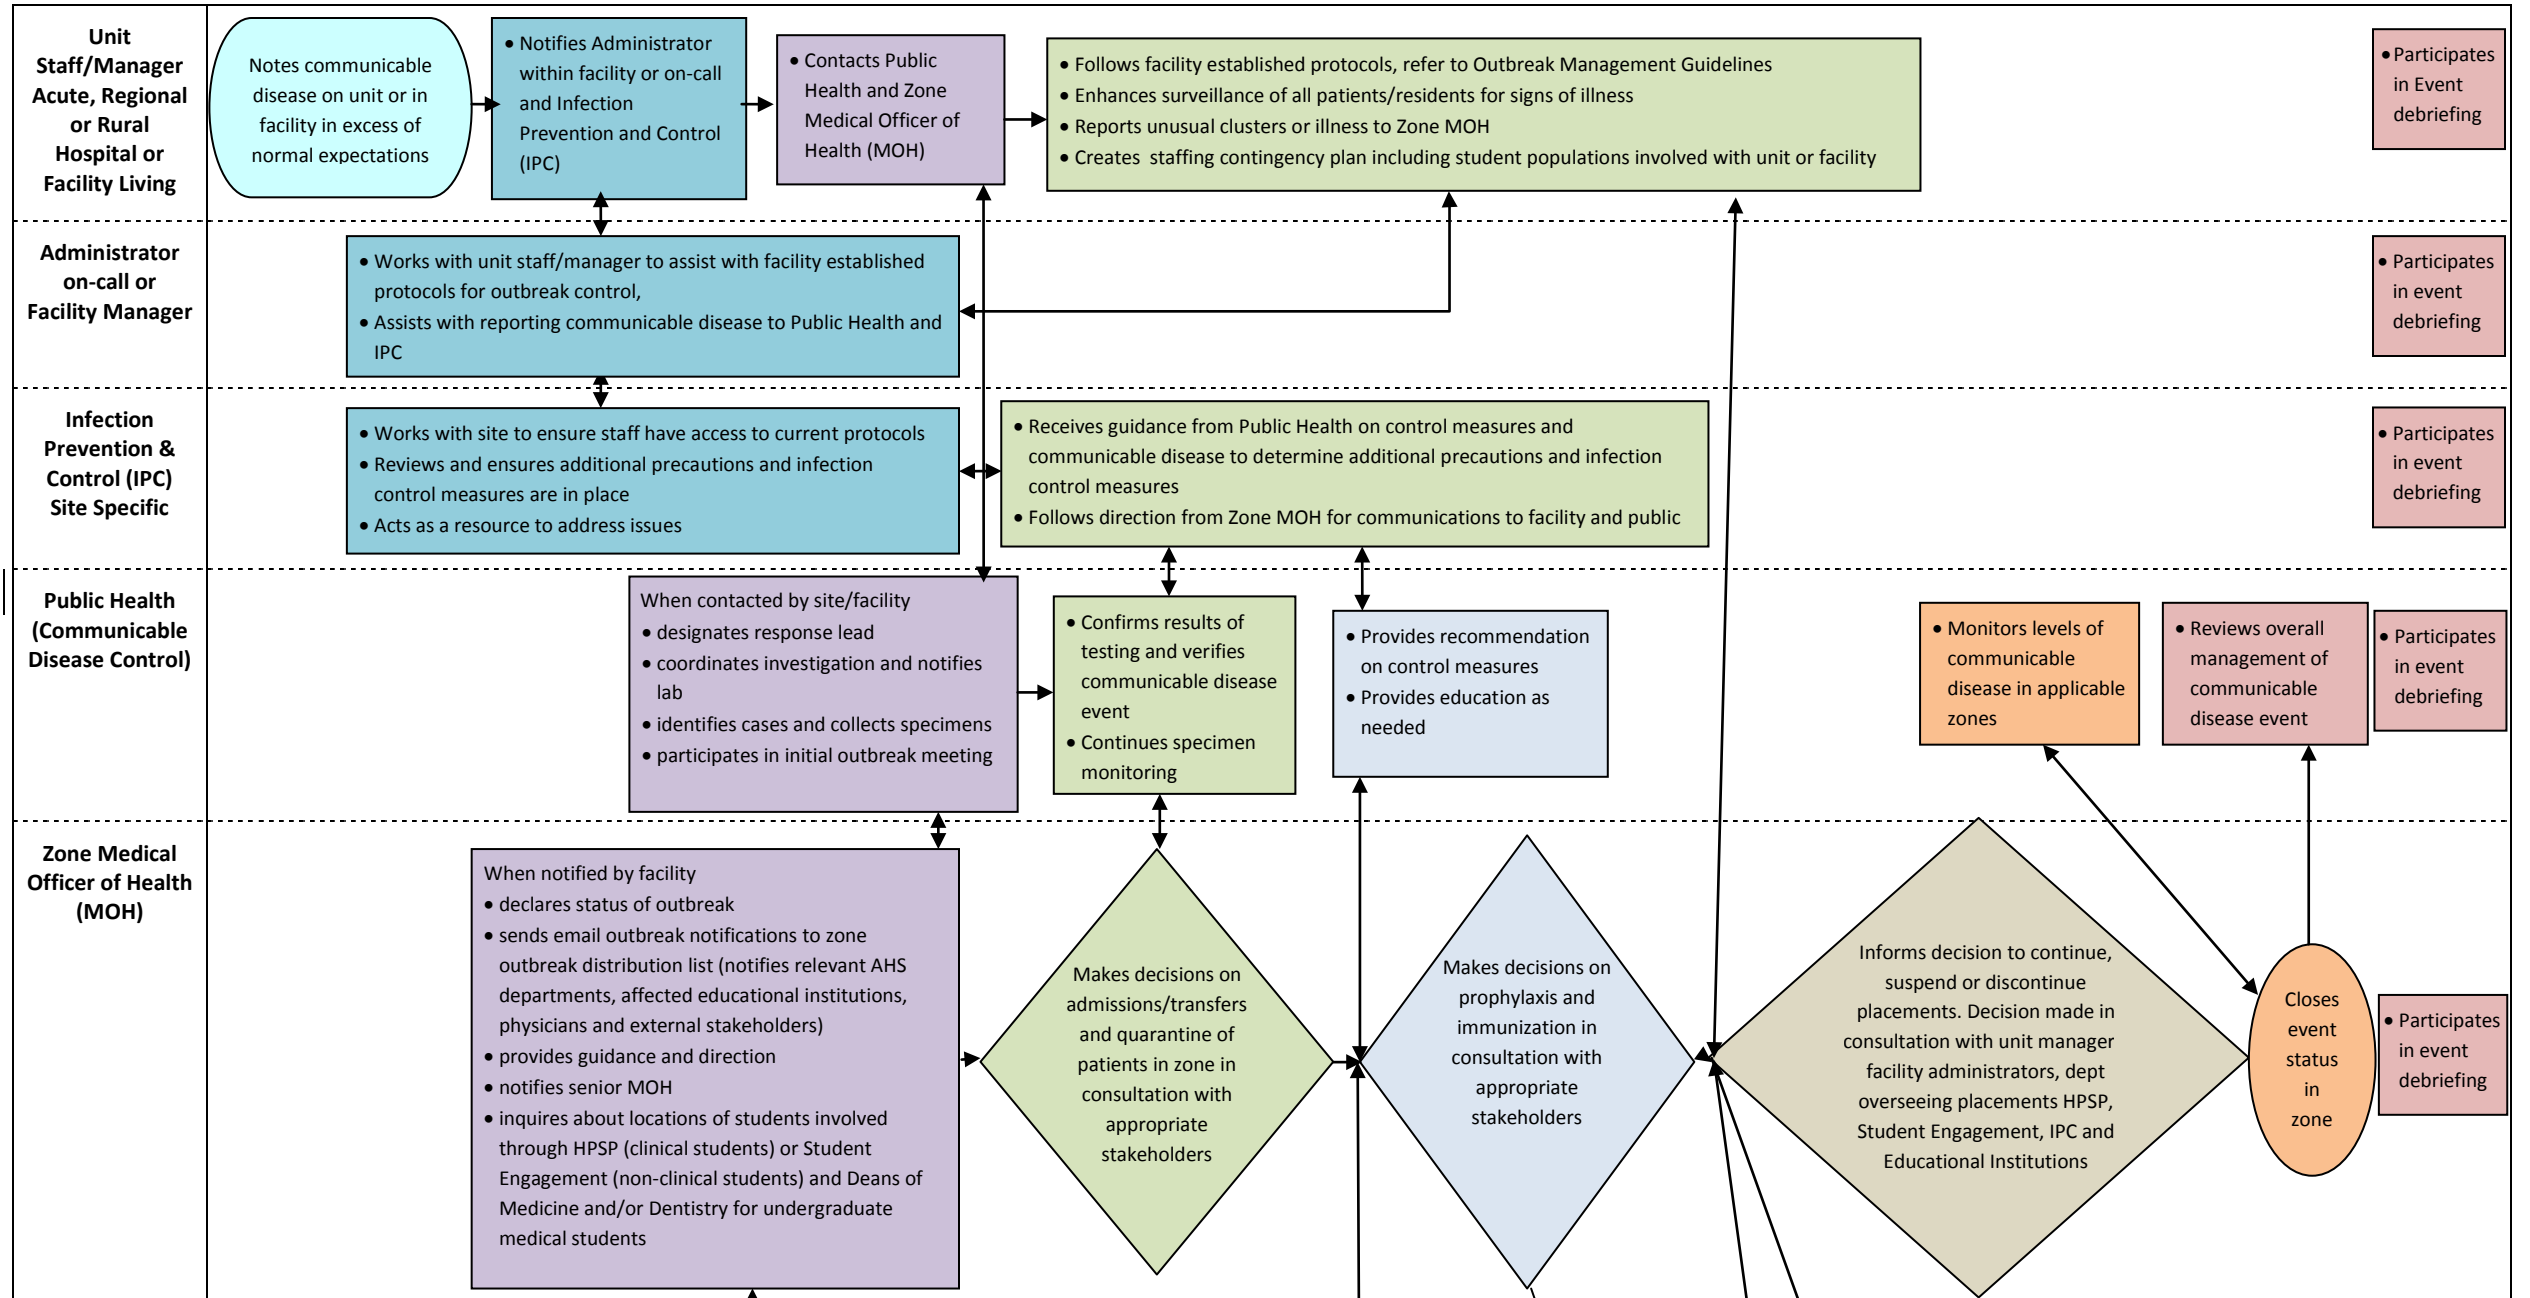 Unit
Staff/Manager
Acute, Regional
or Rural
Hospital or
Facility Living
Notes communicable
disease on unit or in
facility in excess of
normal expectations
• Notifies Administrator
within facility or on-call
and Infection
Prevention and Control
(IPC)
• Contacts Public
Health and Zone
Medical Officer of
Health (MOH)
• Follows facility established protocols, refer to Outbreak Management Guidelines
• Enhances surveillance of all patients/residents for signs of illness
• Reports unusual clusters or illness to Zone MOH
• Creates staffing contingency plan including student populations involved with unit or facility
• Participates
in Event
debriefing
Administrator
on-call or
Facility Manager
• Works with unit staff/manager to assist with facility established
protocols for outbreak control,
• Assists with reporting communicable disease to Public Health and
IPC
• Participates
in event
debriefing
Infection
Prevention &
Control (IPC)
Site Specific
• Works with site to ensure staff have access to current protocols
• Reviews and ensures additional precautions and infection
control measures are in place
• Acts as a resource to address issues
• Receives guidance from Public Health on control measures and
communicable disease to determine additional precautions and infection
control measures
• Follows direction from Zone MOH for communications to facility and public
• Participates
in event
debriefing
Public Health
(Communicable
Disease Control)
When contacted by site/facility
• designates response lead
• coordinates investigation and notifies
lab
• identifies cases and collects specimens
• participates in initial outbreak meeting
• Confirms results of
testing and verifies
communicable disease
event
• Continues specimen
monitoring
• Provides recommendation
on control measures
• Provides education as
needed
• Monitors levels of
communicable
disease in applicable
zones
• Reviews overall
management of
communicable
disease event
• Participates
in event
debriefing
Zone Medical
Officer of Health
(MOH)
When notified by facility
• declares status of outbreak
• sends email outbreak notifications to zone
outbreak distribution list (notifies relevant AHS
departments, affected educational institutions,
physicians and external stakeholders)
• provides guidance and direction
• notifies senior MOH
• inquires about locations of students involved
through HPSP (clinical students) or Student
Engagement (non-clinical students) and Deans of
Medicine and/or Dentistry for undergraduate
medical students
Makes decisions on
admissions/transfers
and quarantine of
patients in zone in
consultation with
appropriate
stakeholders
Makes decisions on
prophylaxis and
immunization in
consultation with
appropriate
stakeholders
Informs decision to continue,
suspend or discontinue
placements. Decision made in
consultation with unit manager
facility administrators, dept
overseeing placements HPSP,
Student Engagement, IPC and
Educational Institutions
Closes
event
status
in
zone
• Participates
in event
debriefing